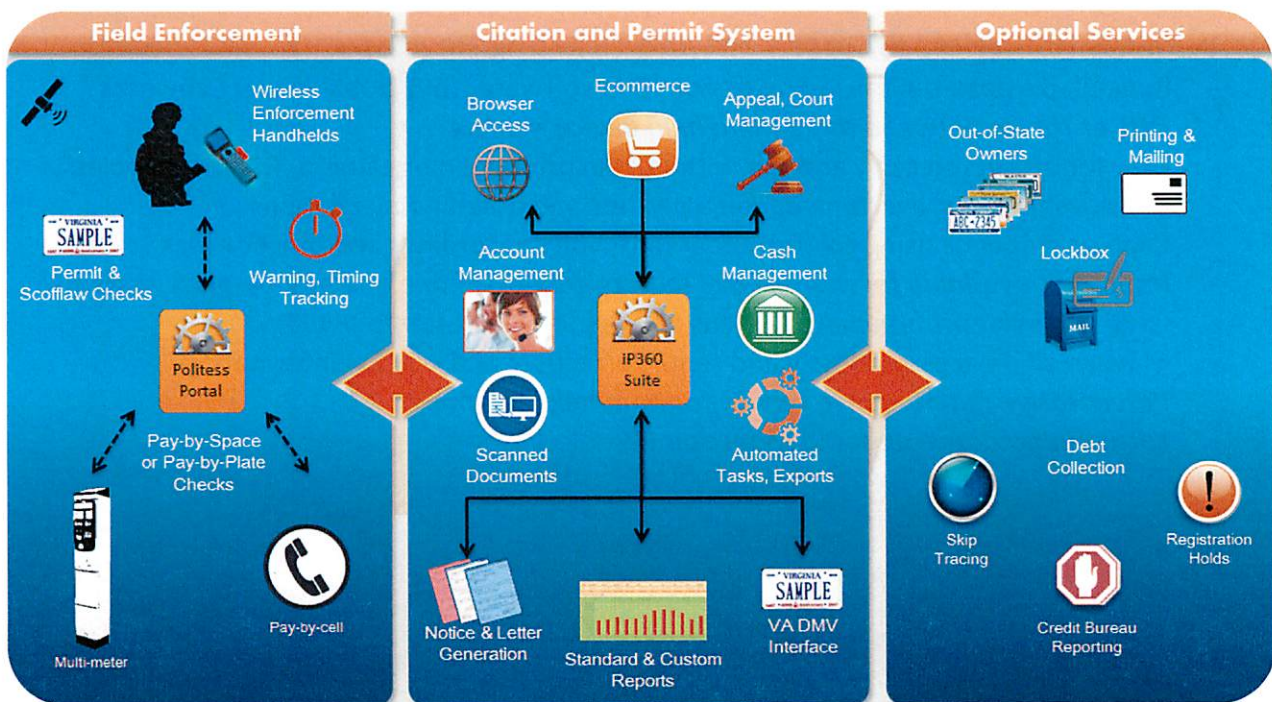 Field Enforcement
Wireless
Enforcement
Handhelds
VIRGINIA
SAMPLE
Permit &
Scofflaw Checks
Warning, Timing
Tracking
Politess
Portal
Pay-by-Space
or Pay-by-Plate
Checks
Multi-meter
Pay-by-cell
Citation and Permit System
Browser
Access
Ecommerce
Appeal, Court
Management
Account
Management
Cash
Management
iP360
Suite
Scanned
Documents
Automated
Tasks, Exports
Notice & Letter
Generation
Standard & Custom
Reports
VIRGINIA
SAMPLE
VA DMV
Interface
Optional Services
Out-of-State
Owners
ABC-2345
Printing &
Mailing
Lockbox
MAIL
Debt
Collection
Skip
Tracing
Registration
Holds
Credit Bureau
Reporting